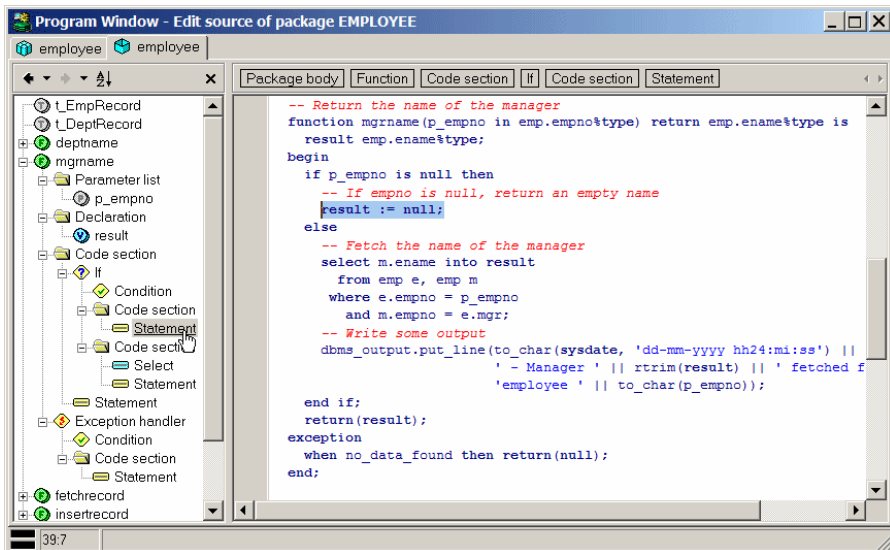 Program Window - Edit source of package EMPLOYEE
employee employee
Package body Function Code section If Code section Statement
t_EmpRecord
t_DeptRecord
deptname
mgrname
Parameter list
p_empno
Declaration
result
Code section
If
Condition
Code section
Statement
Code
Select
Statement
Statement
Exception handler
Condition
Code section
Statement
fetchrecord
insertrecord
-- Return the name of the manager
function mgrname(p_empno in emp.empno%type) return emp.ename%type is
result emp.ename%type;
begin
if p_empno is null then
-- If empno is null, return an empty name
result := null;
else
-- Fetch the name of the manager
select m.ename into result
from emp e, emp m
where e.empno = p_empno
and m.empno = e.mgr;
-- Write some output
dbms_output.put_line(to_char(sysdate, 'dd-mm-yyyy hh24:mi:ss') ||
' - Manager ' || rtrim(result) || ' fetched f
'employee ' || to_char(p_empno));
end if;
return(result);
exception
when no_data_found then return(null);
end;
39:7